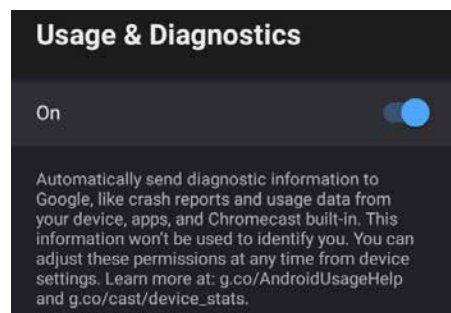 Usage & Diagnostics
On
Automatically send diagnostic information to
Google, like crash reports and usage data from
your device, apps, and Chromecast built-in. This
information won't be used to identify you. You can
adjust these permissions at any time from device
settings. Learn more at: g.co/AndroidUsageHelp
and g.co/cast/device_stats.